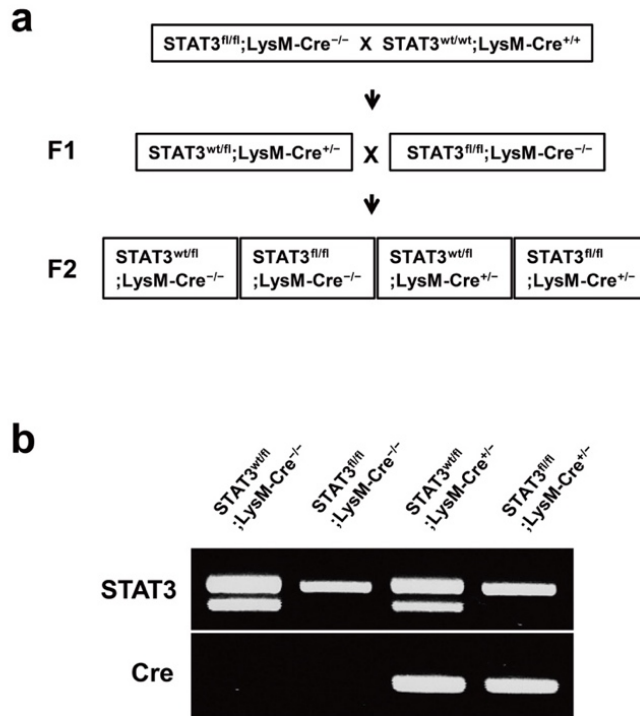 a
STAT3fl/fl;LysM-Cre−/− X STAT3wt/wt;LysM-Cre+/+
F1
STAT3wt/fl;LysM-Cre+/− X STAT3fl/fl;LysM-Cre−/−
F2
STAT3wt/fl
;LysM-Cre−/−
STAT3fl/fl
;LysM-Cre−/−
STAT3wt/fl
;LysM-Cre+/−
STAT3fl/fl
;LysM-Cre+/−
b
STAT3wt/fl
;LysM-Cre−/−
STAT3fl/fl
;LysM-Cre−/−
STAT3wt/fl
;LysM-Cre+/−
STAT3fl/fl
;LysM-Cre+/−
STAT3
Cre